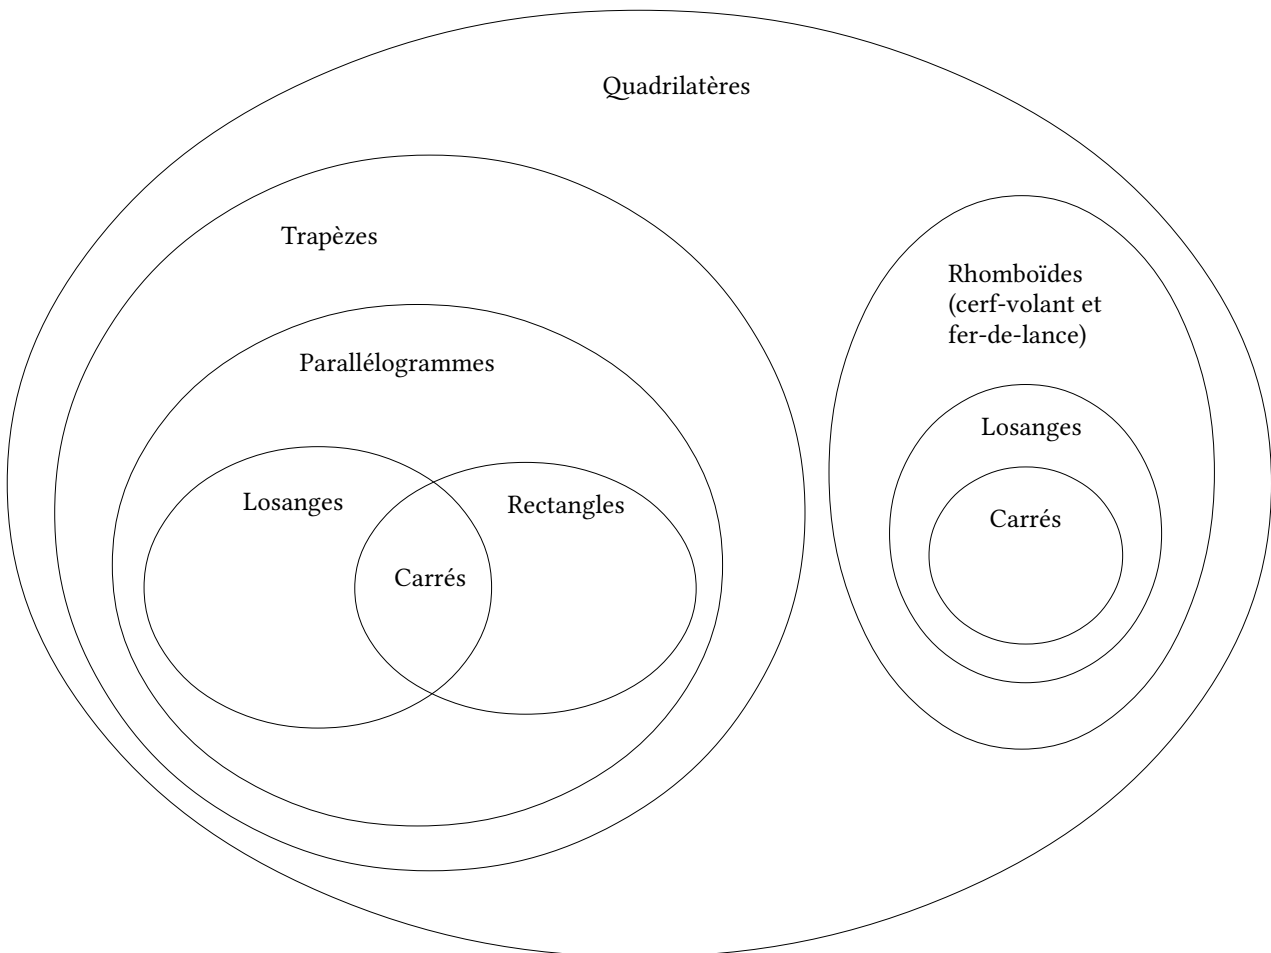 Quadrilatères
Trapèzes
Parallélogrammes
Losanges
Rectangles
Carrés
Rhomboïdes
(cerf-volant et
fer-de-lance)
Losanges
Carrés